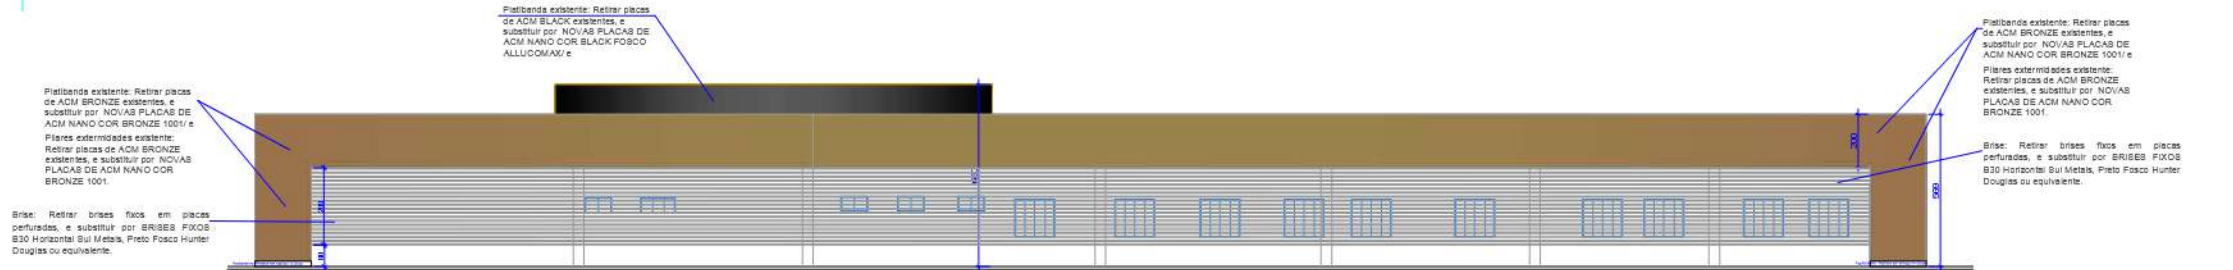 Platibanda existente: Retirar placas
de ACM BLACK existentes, e
substituir por NOVAS PLACAS DE
ACM NANO COR BLACK FOSCO
ALLUCOMAX/ e
Platibanda existente: Retirar placas
de ACM BRONZE existentes, e
substituir por NOVAS PLACAS DE
ACM NANO COR BRONZE 1001/ e
Pilares extermidades existente:
Retirar placas de ACM BRONZE
existentes, e substituir por NOVAS
PLACAS DE ACM NANO COR
BRONZE 1001.
Brise: Retirar brises fixos em placas
perfuradas, e substituir por BRISES FIXOS
B30 Horizontal Sul Metais, Preto Fosco Hunter
Douglas ou equivalente.
Platibanda existente: Retirar placas
de ACM BRONZE existentes, e
substituir por NOVAS PLACAS DE
ACM NANO COR BRONZE 1001/ e
Pilares extermidades existente:
Retirar placas de ACM BRONZE
existentes, e substituir por NOVAS
PLACAS DE ACM NANO COR
BRONZE 1001.
Brise: Retirar brises fixos em placas
perfuradas, e substituir por BRISES FIXOS
B30 Horizontal Sul Metais, Preto Fosco Hunter
Douglas ou equivalente.